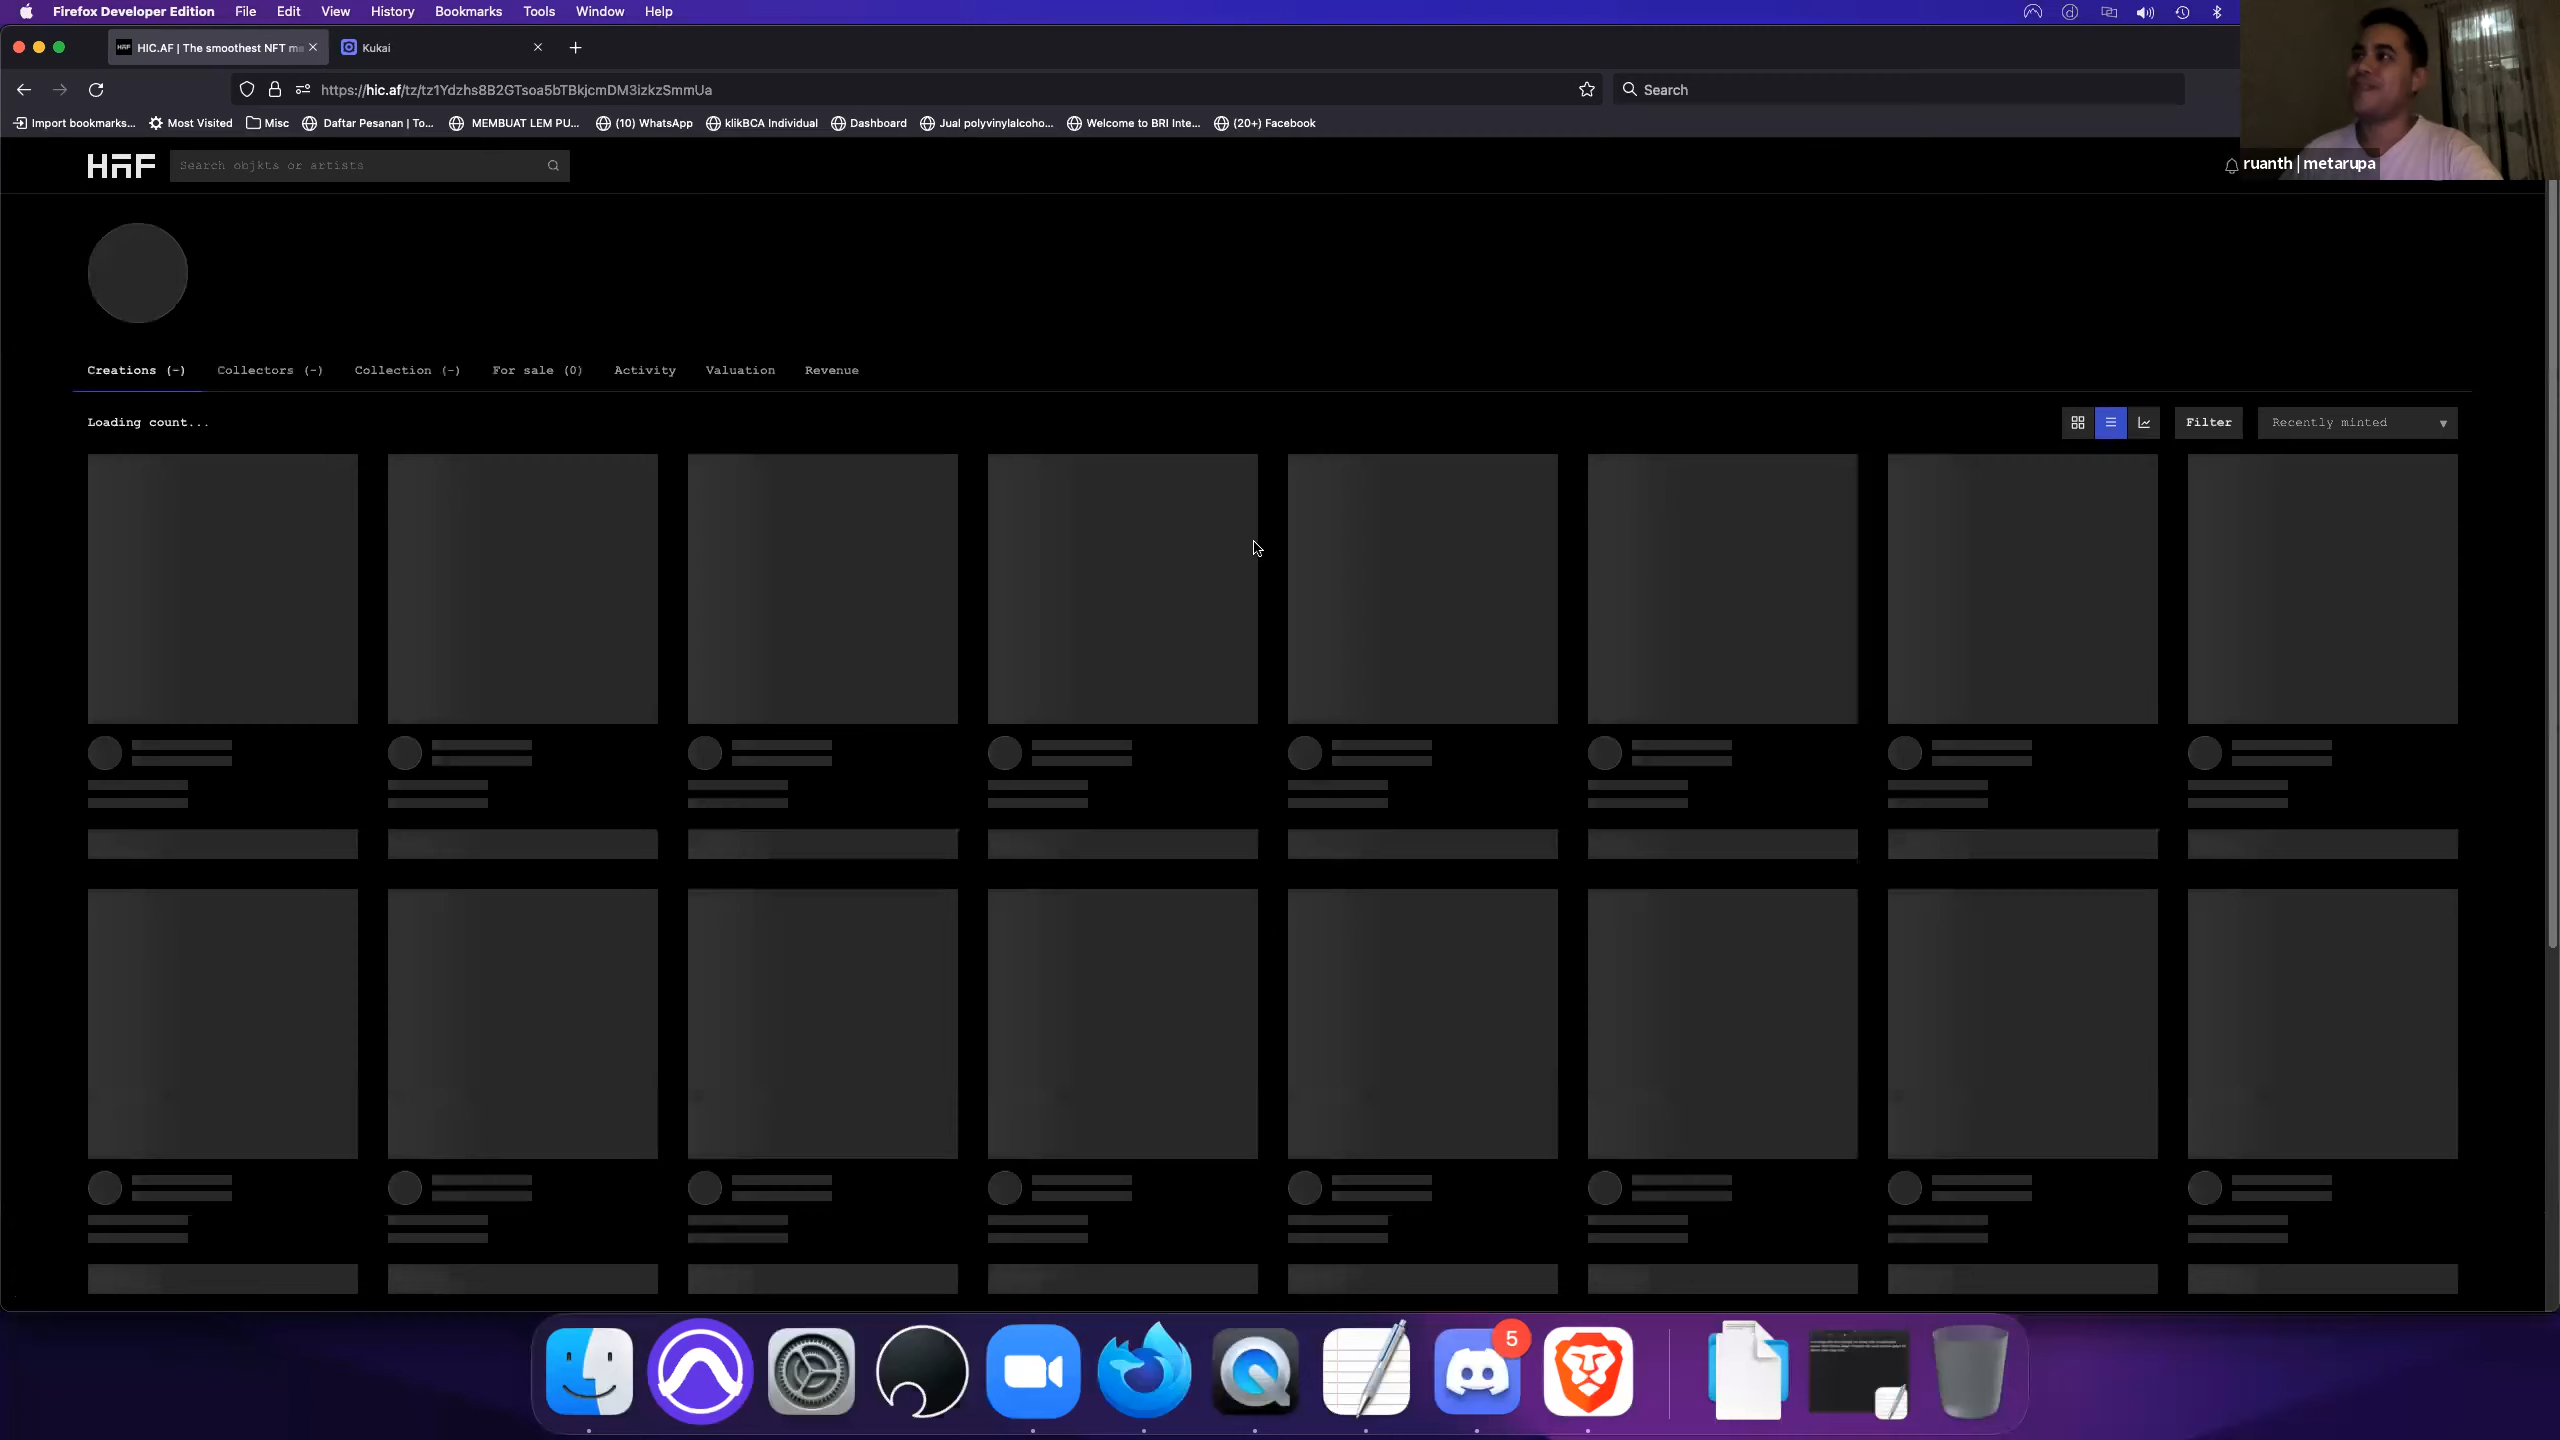 Firefox Developer Edition File Edit View History Bookmarks Tools Window Help
HIC.AF | The smoothest NFT ma Kukai
https://hic.af/tz/tz1Ydzhs8B2GTsoa5bTBkjcmDM3izkzSmmUa Search
Import bookmarks... Most Visited Misc Daftar Pesanan | To... MEMBUAT LEM PU... (10) WhatsApp klikBCA Individual Dashboard Jual polyvinylalcoho... Welcome to BRI Inte... (20+) Facebook
HAF Search objkts or artists ruanth | metarupa
Creations (-) Collectors (-) Collection (-) For sale (0) Activity Valuation Revenue
Loading count... Filter Recently minted
5